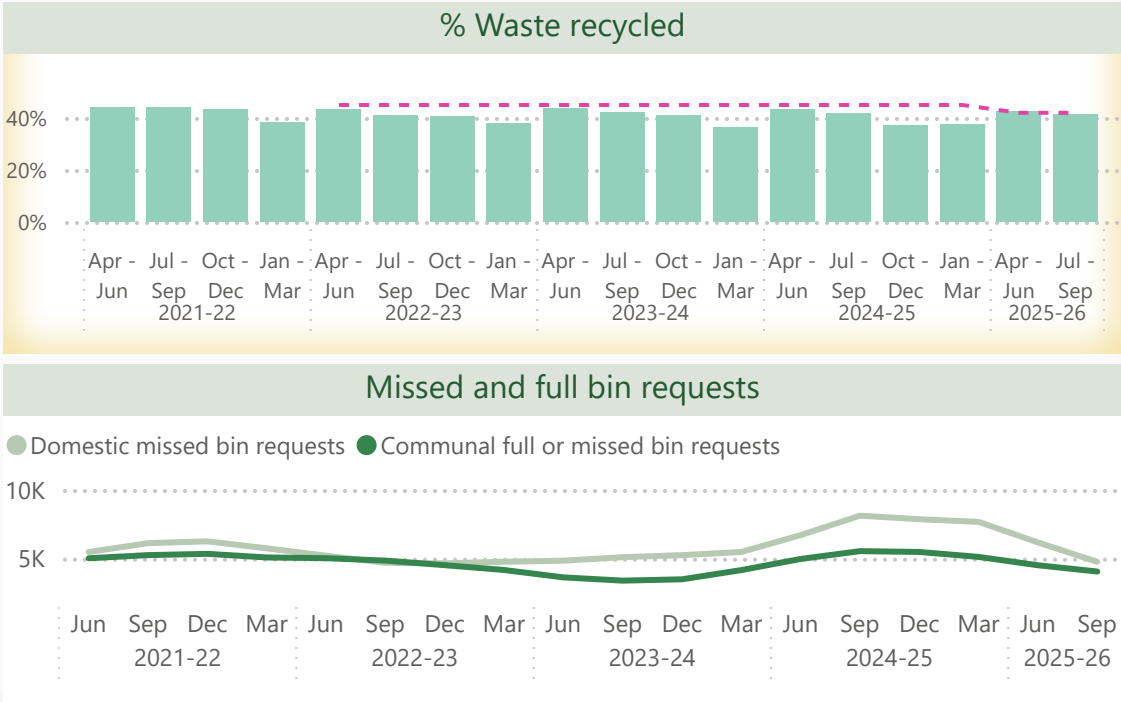 % Waste recycled
40%
20%
0%
Apr - Jul - Oct - Jan - Apr - Jul - Oct - Jan - Apr - Jul - Oct - Jan - Apr - Jul - Oct - Jan - Apr - Jul -
Jun Sep Dec Mar Jun Sep Dec Mar Jun Sep Dec Mar Jun Sep Dec Mar Jun Sep
2021-22 2022-23 2023-24 2024-25 2025-26
Missed and full bin requests
Domestic missed bin requests Communal full or missed bin requests
10K
5K
Jun Sep Dec Mar Jun Sep Dec Mar Jun Sep Dec Mar Jun Sep Dec Mar Jun Sep
2021-22 2022-23 2023-24 2024-25 2025-26